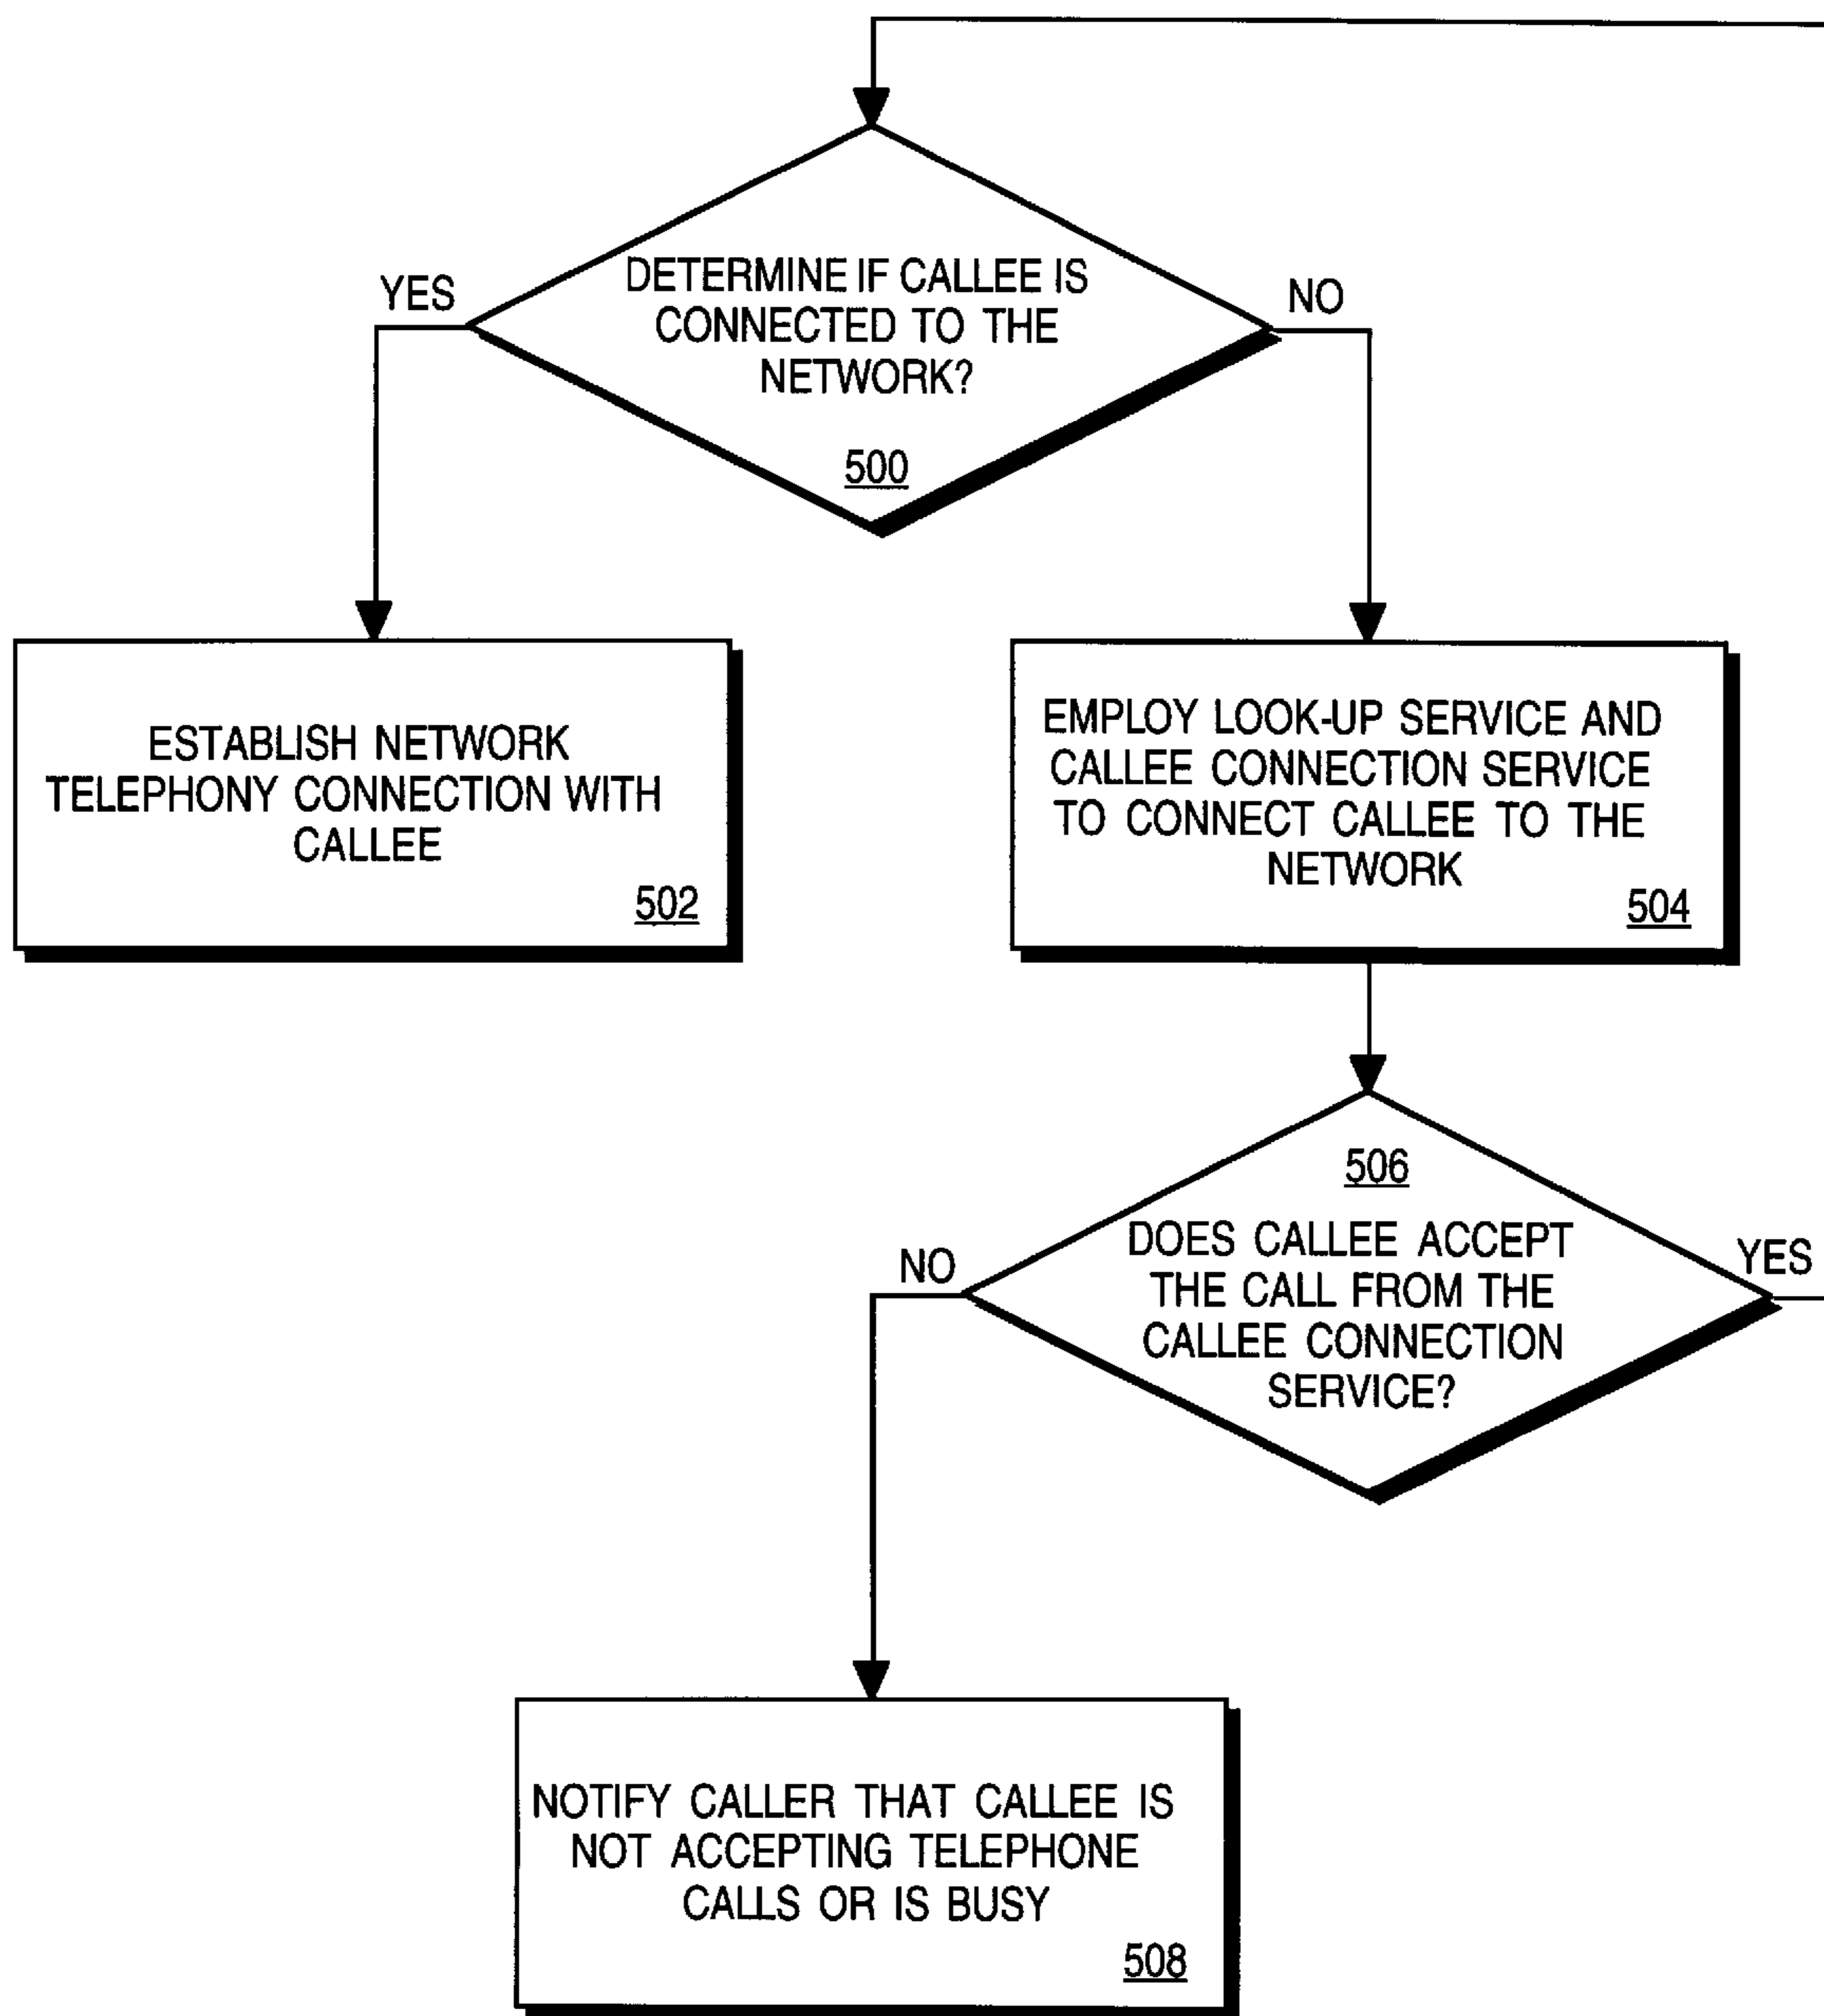 YES
DETERMINE IF CALLEE IS
CONNECTED TO THE
NETWORK?
500
NO
ESTABLISH NETWORK
TELEPHONY CONNECTION WITH
CALLEE
502
EMPLOY LOOK-UP SERVICE AND
CALLEE CONNECTION SERVICE
TO CONNECT CALLEE TO THE
NETWORK
504
506
DOES CALLEE ACCEPT
THE CALL FROM THE
CALLEE CONNECTION
SERVICE?
NO
YES
NOTIFY CALLER THAT CALLEE IS
NOT ACCEPTING TELEPHONE
CALLS OR IS BUSY
508